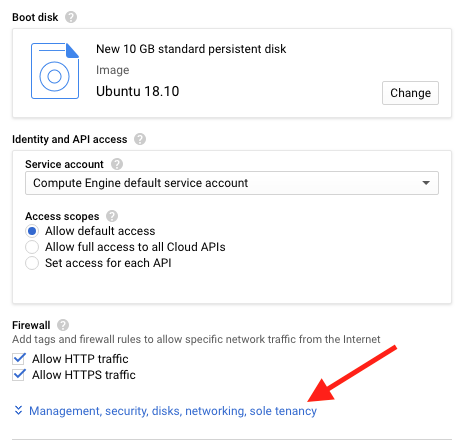 Boot disk
New 10 GB standard persistent disk
Image
Ubuntu 18.10
Change
Identity and API access
Service account
Compute Engine default service account
Access scopes
Allow default access
Allow full access to all Cloud APIs
Set access for each API
Firewall
Add tags and firewall rules to allow specific network traffic from the Internet
Allow HTTP traffic
Allow HTTPS traffic
Management, security, disks, networking, sole tenancy